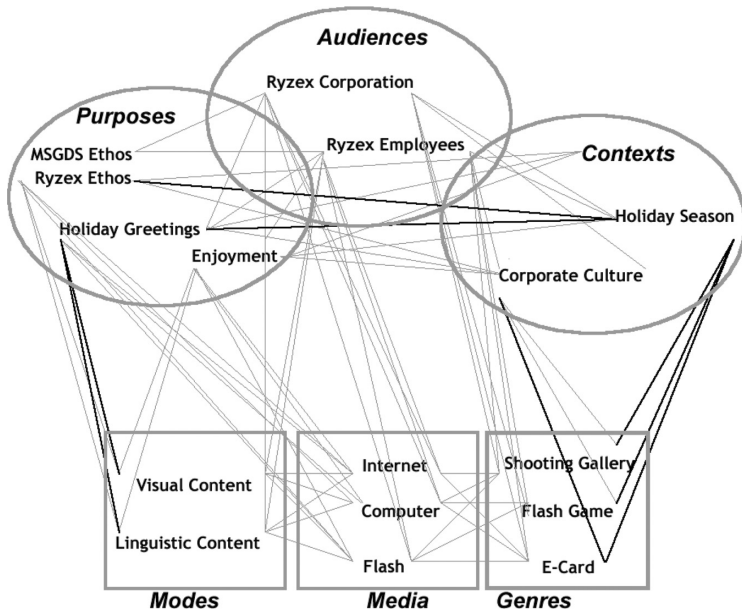 Audiences
Ryzex Corporation
Purposes
MSGDS Ethos
Ryzex Employees
Contexts
Ryzex Ethos
Holiday Season
Holiday Greetings
Enjoyment
Corporate Culture
Internet
Shooting Gallery
Visual Content
Computer
Flash Game
Linguistic Content
Flash
E-Card
Modes
Media
Genres